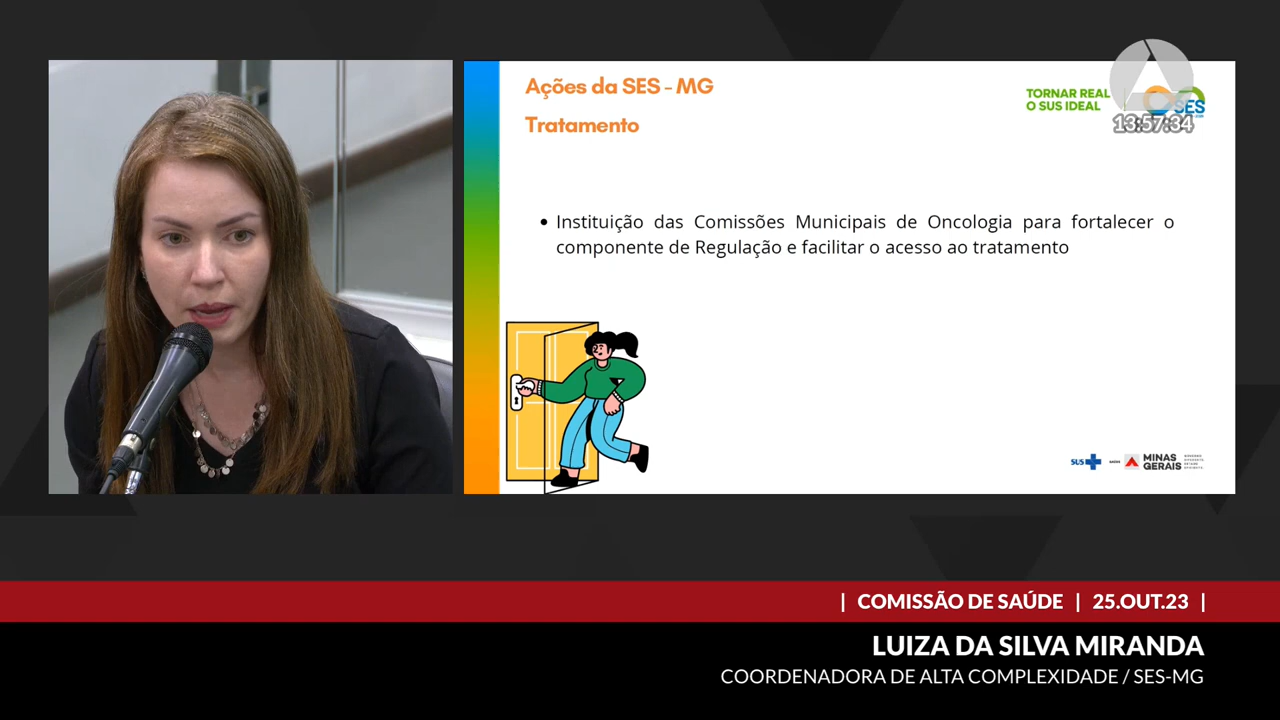 Ações da SES - MG
Tratamento
TORNAR REAL
O SUS IDEAL
SES
13:57:34
• Instituição das Comissões Municipais de Oncologia para fortalecer o
componente de Regulação e facilitar o acesso ao tratamento
SUS
MINAS
GERAIS
| COMISSÃO DE SAÚDE | 25.OUT.23 |
LUIZA DA SILVA MIRANDA
COORDENADORA DE ALTA COMPLEXIDADE / SES-MG